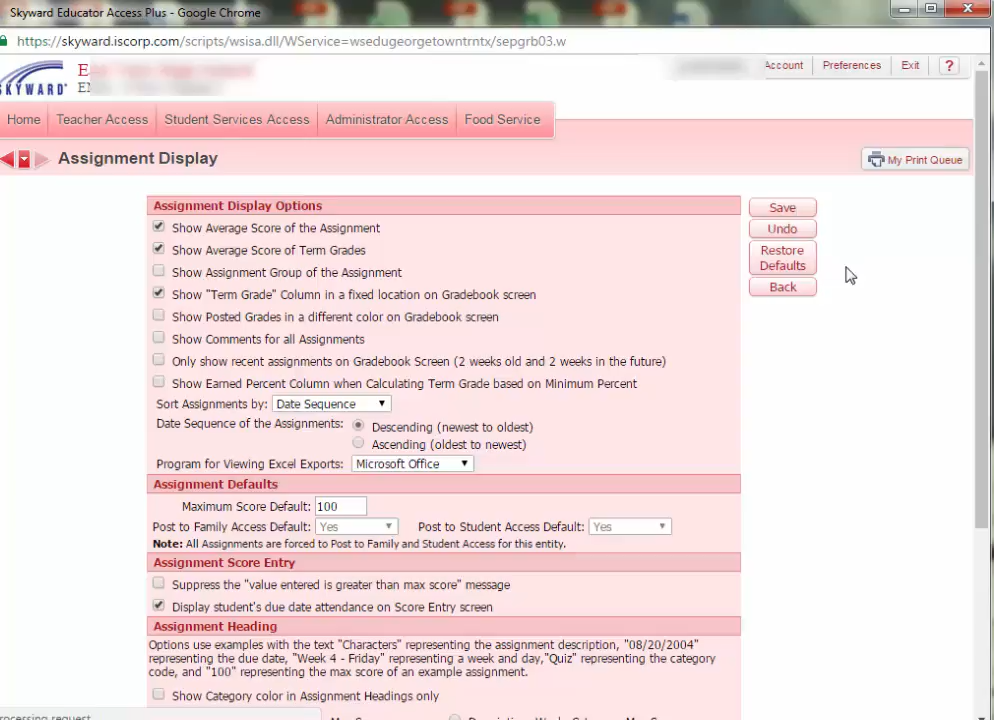 Skyward Educator Access Plus - Google Chrome
https://skyward.iscorp.com/scripts/wsisa.dll/WService=wsedugeorgetowntrntx/sepgrb03.w
SKYWARD
Account Preferences Exit ?
Home Teacher Access Student Services Access Administrator Access Food Service
Assignment Display
My Print Queue
Assignment Display Options
Save
Show Average Score of the Assignment
Undo
Show Average Score of Term Grades
Restore Defaults
Show Assignment Group of the Assignment
Back
Show "Term Grade" Column in a fixed location on Gradebook screen
Show Posted Grades in a different color on Gradebook screen
Show Comments for all Assignments
Only show recent assignments on Gradebook Screen (2 weeks old and 2 weeks in the future)
Show Earned Percent Column when Calculating Term Grade based on Minimum Percent
Sort Assignments by: Date Sequence
Date Sequence of the Assignments: Descending (newest to oldest)
Ascending (oldest to newest)
Program for Viewing Excel Exports: Microsoft Office
Assignment Defaults
Maximum Score Default: 100
Post to Family Access Default: Yes Post to Student Access Default: Yes
Note: All Assignments are forced to Post to Family and Student Access for this entity.
Assignment Score Entry
Suppress the "value entered is greater than max score" message
Display student's due date attendance on Score Entry screen
Assignment Heading
Options use examples with the text "Characters" representing the assignment description, "08/20/2004"
representing the due date, "Week 4 - Friday" representing a week and day,"Quiz" representing the category
code, and "100" representing the max score of an example assignment.
Show Category color in Assignment Headings only